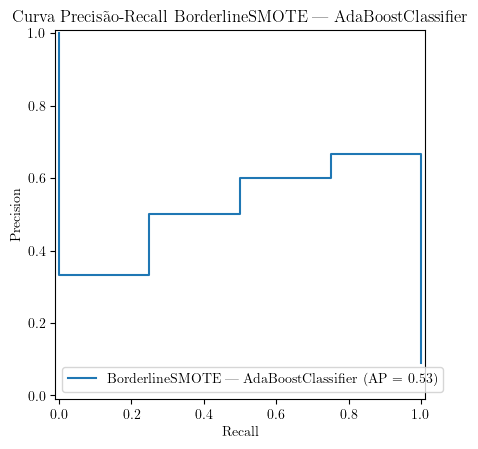 Curva Precisão-Recall BorderlineSMOTE — AdaBoostClassifier
1.0
0.8
0.6
0.4
0.2
0.0
Precision
BorderlineSMOTE — AdaBoostClassifier (AP = 0.53)
0.0 0.2 0.4 0.6 0.8 1.0
Recall